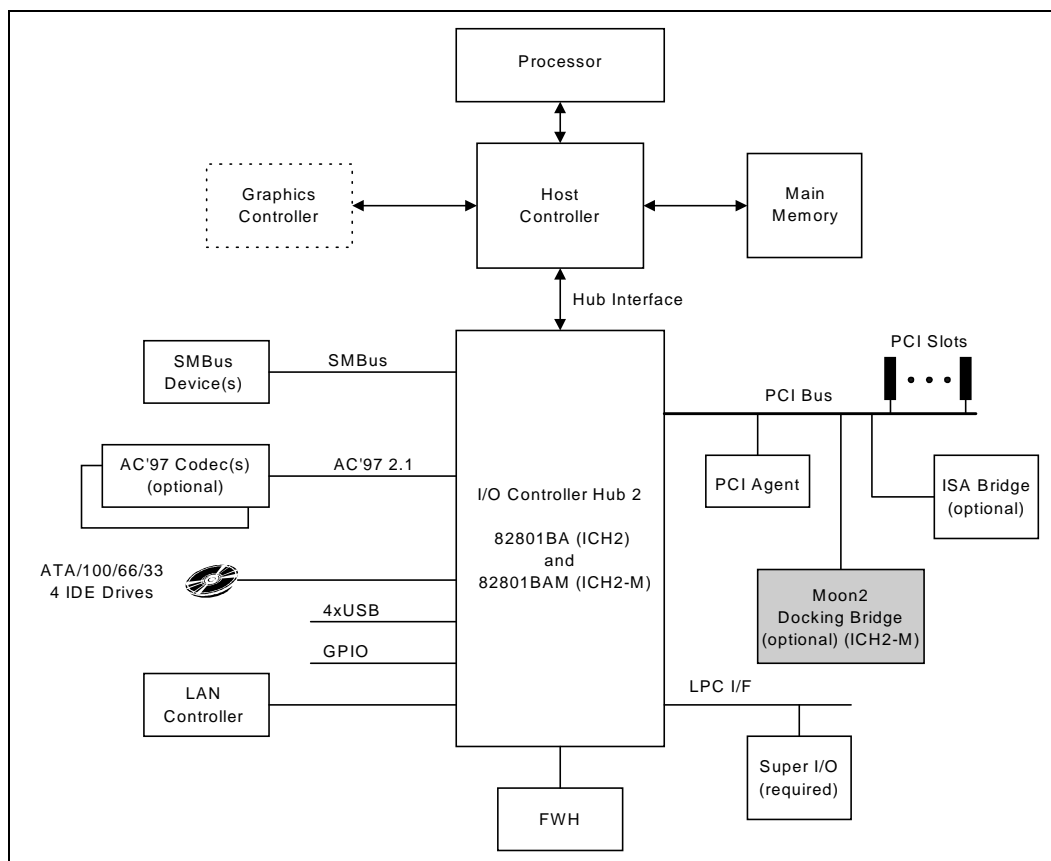 Processor
Graphics
Controller
Host
Controller
Main
Memory
Hub Interface
SMBus
Device(s)
SMBus
PCI Slots
PCI Bus
AC'97 Codec(s)
(optional)
AC'97 2.1
PCI Agent
ISA Bridge
(optional)
I/O Controller Hub 2
82801BA (ICH2)
and
82801BAM (ICH2-M)
ATA/100/66/33
4 IDE Drives
4xUSB
GPIO
Moon2
Docking Bridge
(optional) (ICH2-M)
LAN
Controller
LPC I/F
Super I/O
(required)
FWH